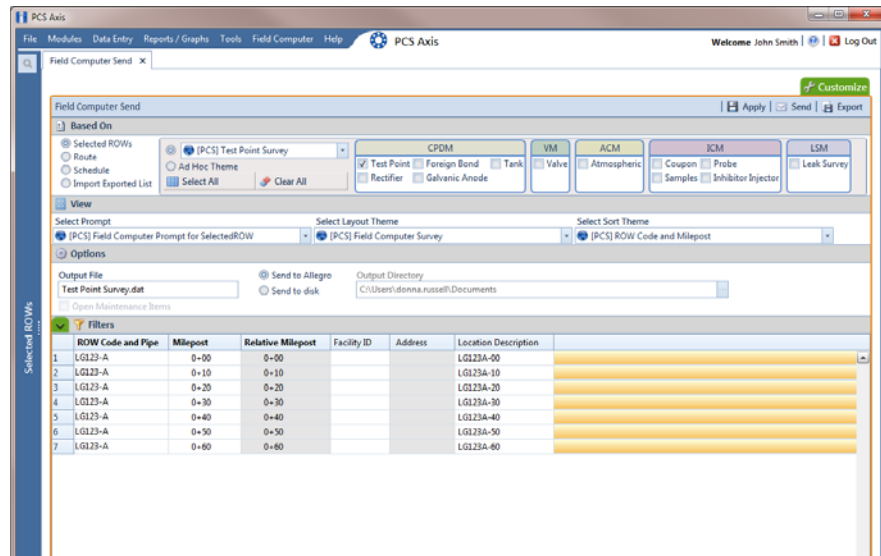 PCS Axis
File Modules Data Entry Reports / Graphs Tools Field Computer Help PCS Axis Welcome John Smith Log Out
Field Computer Send X
Customize
Field Computer Send Apply Send Export
Based On
Selected ROWs
Route
Schedule
Import Exported List
[PCS] Test Point Survey
Ad Hoc Theme
Select All Clear All
CPDM
Test Point Foreign Bond Tank
Rectifier Galvanic Anode
VM
Valve
ACM
Atmospheric
ICM
Coupon Probe
Samples Inhibitor Injector
LSM
Leak Survey
View
Select Prompt Select Layout Theme Select Sort Theme
[PCS] Field Computer Prompt for SelectedROW [PCS] Field Computer Survey [PCS] ROW Code and Milepost
Options
Output File Send to Allegro Output Directory
Test Point Survey.dat Send to disk C:\Users\donna.russell\Documents
Open Maintenance Items
Filters
ROW Code and Pipe Milepost Relative Milepost Facility ID Address Location Description
1 LG123-A 0+00 0+00 LG123A-00
2 LG123-A 0+10 0+10 LG123A-10
3 LG123-A 0+20 0+20 LG123A-20
4 LG123-A 0+30 0+30 LG123A-30
5 LG123-A 0+40 0+40 LG123A-40
6 LG123-A 0+50 0+50 LG123A-50
7 LG123-A 0+60 0+60 LG123A-60
Selected ROWs